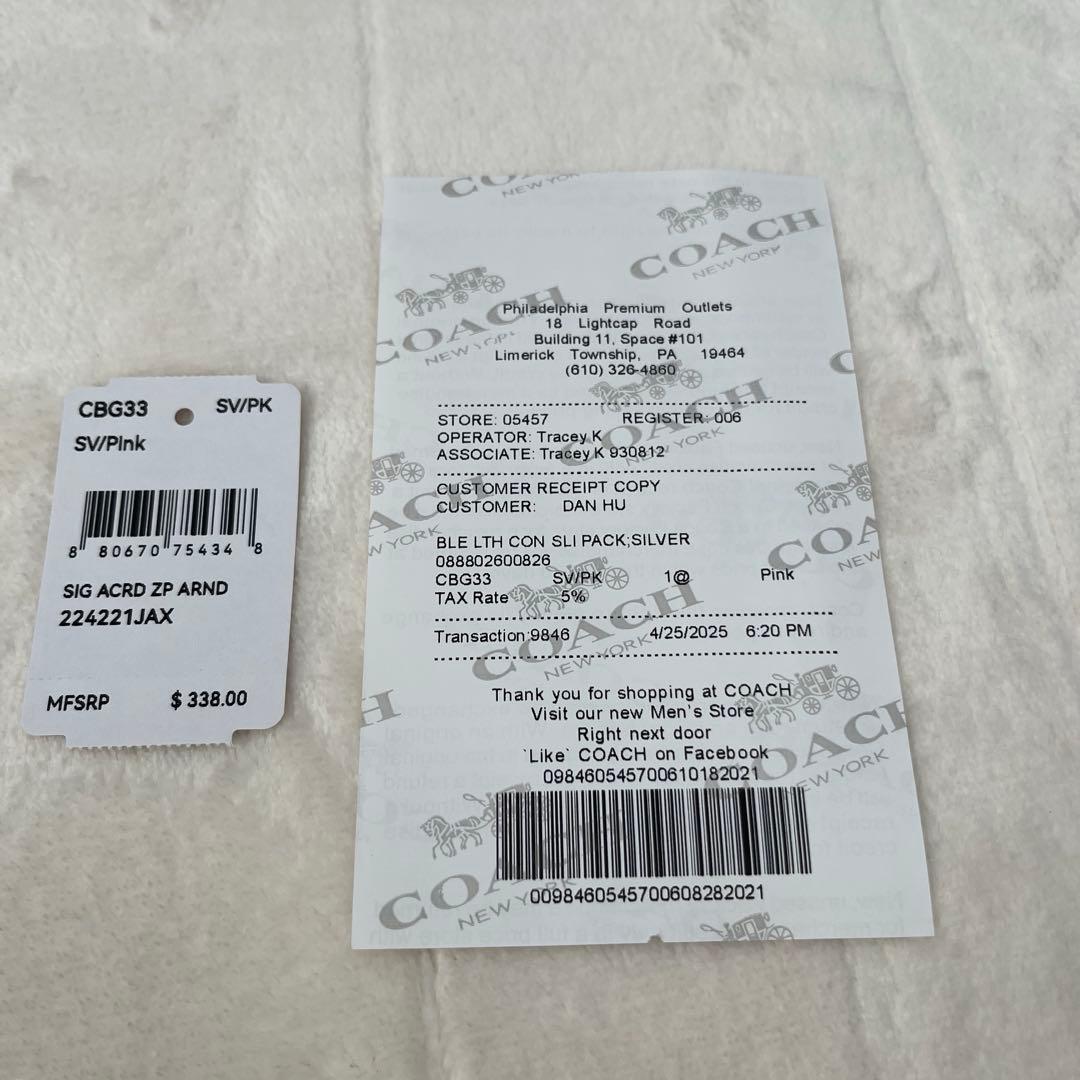 CBG33 SV/PK
SV/Pink
8 80670 75434 8
SIG ACRD ZP ARND
224221JAX
MFSRP $ 338.00
COACH
NEW YORK
COACH
NEW YORK
Philadelphia Premium Outlets
18 Lightcap Road
Building 11, Space #101
Limerick Township, PA 19464
(610) 326-4860
STORE: 05457 REGISTER: 006
OPERATOR: Tracey K
ASSOCIATE: Tracey K 930812
CUSTOMER RECEIPT COPY
CUSTOMER: DAN HU
BLE LTH CON SLI PACK;SILVER
088802600826
CBG33 SV/PK 1@ Pink
TAX Rate 5%
Transaction:9846 4/25/2025 6:20 PM
Thank you for shopping at COACH
Visit our new Men's Store
Right next door
`Like` COACH on Facebook
098460545700610182021
0098460545700608282021
COACH
NEW YORK